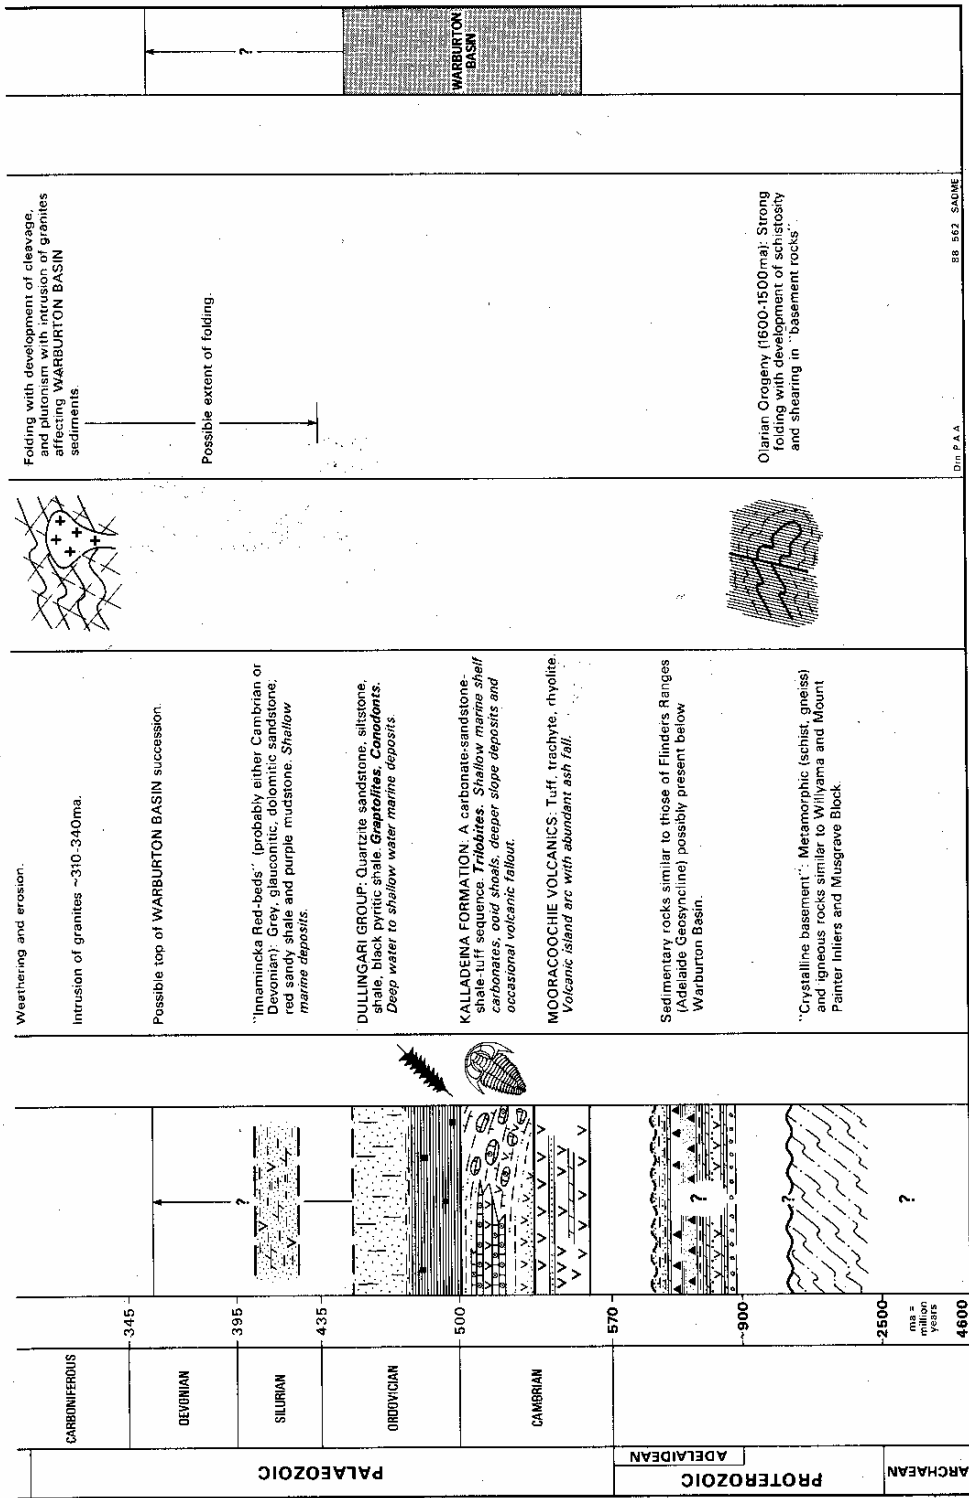 Weathering and erosion.
Intrusion of granites ~310-340ma.
Possible top of WARBURTON BASIN succession.
"Innamincka Red-beds" (probably either Cambrian or
Devonian): Grey, glauconitic, dolomitic sandstone;
red sandy shale and purple mudstone. Shallow
marine deposits.
DULLINGARI GROUP: Quartzite sandstone, siltstone,
shale, black pyritic shale. Graptolites, Conodonts.
Deep water to shallow water marine deposits.
KALLADEINA FORMATION: A carbonate-sandstone-
shale-tuff sequence. Trilobites. Shallow marine shelf
carbonates, ooid shoals, deeper slope deposits and
occasional volcanic fallout.
MOORACOOCHIE VOLCANICS: Tuff, trachyte, rhyolite.
Volcanic island arc with abundant ash fall.
Sedimentary rocks similar to those of Flinders Ranges
(Adelaide Geosyncline) possibly present below
Warburton Basin.
"Crystalline basement": Metamorphic (schist, gneiss)
and igneous rocks similar to Willyama and Mount
Painter Inliers and Musgrave Block.
Folding with development of cleavage,
and plutonism with intrusion of granites
affecting WARBURTON BASIN
sediments.
Possible extent of folding.
Olarian Orogeny (1600-1500ma): Strong
folding with development of schistosity
and shearing in "basement rocks".
WARBURTON
BASIN
?
?
?
?
?
CARBONIFEROUS
DEVONIAN
SILURIAN
ORDOVICIAN
CAMBRIAN
PALAEOZOIC
ADELAIDEAN
PROTEROZOIC
ARCHAEAN
345
395
435
500
570
900
2500
ma =
million
years
4600
Drn P.A.A.
88 562 SADME